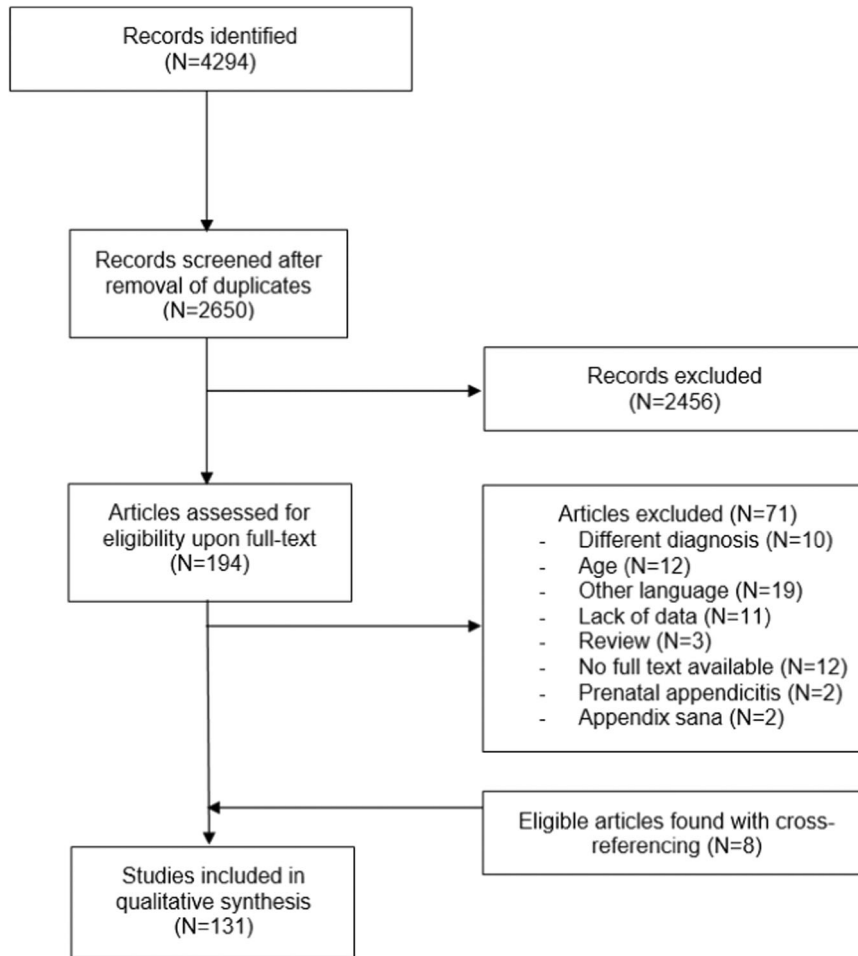 Records identified
(N=4294)
Records screened after
removal of duplicates
(N=2650)
Records excluded
(N=2456)
Articles assessed for
eligibility upon full-text
(N=194)
Articles excluded (N=71)
- Different diagnosis (N=10)
- Age (N=12)
- Other language (N=19)
- Lack of data (N=11)
- Review (N=3)
- No full text available (N=12)
- Prenatal appendicitis (N=2)
- Appendix sana (N=2)
Eligible articles found with cross-
referencing (N=8)
Studies included in
qualitative synthesis
(N=131)